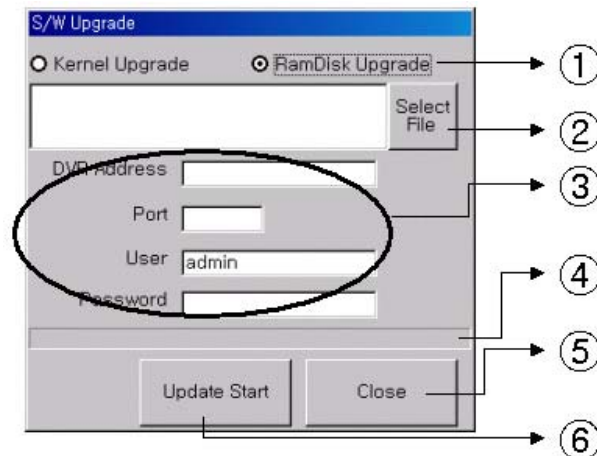 S/W Upgrade
Kernel Upgrade RamDisk Upgrade ①
Select File ②
DVR Address ③
Port
User admin
Password ④
⑤
Update Start Close
⑥